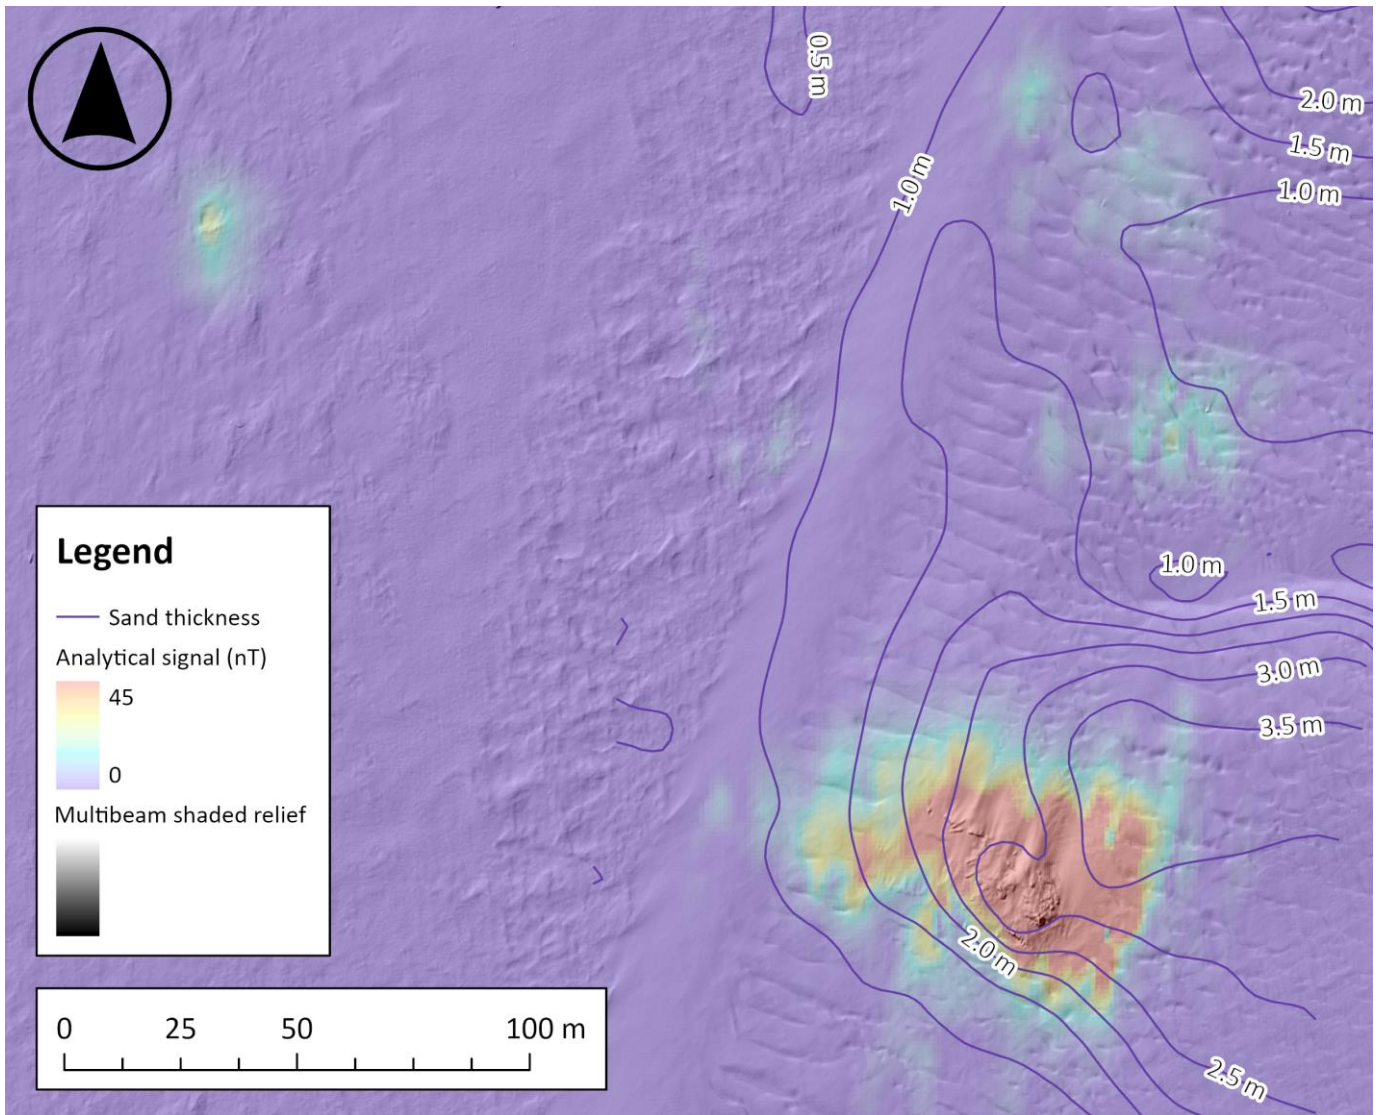 0.5 m
2.0 m
1.5 m
1.0 m
1.0 m
1.0 m
1.5 m
3.0 m
3.5 m
2.0 m
2.5 m
Legend
Sand thickness
Analytical signal (nT)
45
0
Multibeam shaded relief
0 25 50 100 m